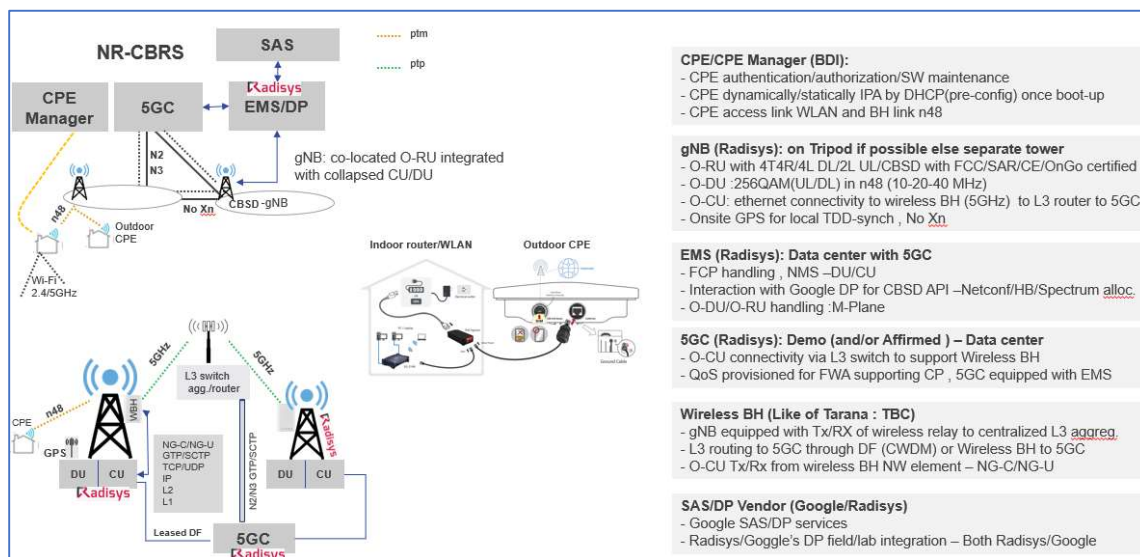 NR-CBRS
SAS
ptm
ptp
Radisys
CPE
Manager
5GC
EMS/DP
N2
N3
gNB: co-located O-RU integrated
with collapsed CU/DU
No Xn
CBSD -gNB
n48
Outdoor
CPE
Wi-Fi
2.4/5GHz
Indoor router/WLAN
Outdoor CPE
5GHz
5GHz
L3 switch
agg./router
WBH
n48
CPE
GPS
DU
CU
Radisys
NG-C/NG-U
GTP/SCTP
TCP/UDP
IP
L2
L1
N2/N3 GTP/SCTP
Radisys
DU
CU
Leased DF
5GC
Radisys
CPE/CPE Manager (BDI):
- CPE authentication/authorization/SW maintenance
- CPE dynamically/statically IPA by DHCP(pre-config) once boot-up
- CPE access link WLAN and BH link n48
gNB (Radisys): on Tripod if possible else separate tower
- O-RU with 4T4R/4L DL/2L UL/CBSD with FCC/SAR/CE/OnGo certified
- O-DU :256QAM(UL/DL) in n48 (10-20-40 MHz)
- O-CU: ethernet connectivity to wireless BH (5GHz) to L3 router to 5GC
- Onsite GPS for local TDD-synch , No Xn
EMS (Radisys): Data center with 5GC
- FCP handling , NMS –DU/CU
- Interaction with Google DP for CBSD API –Netconf/HB/Spectrum alloc.
- O-DU/O-RU handling :M-Plane
5GC (Radisys): Demo (and/or Affirmed ) – Data center
- O-CU connectivity via L3 switch to support Wireless BH
- QoS provisioned for FWA supporting CP , 5GC equipped with EMS
Wireless BH (Like of Tarana : TBC)
- gNB equipped with Tx/RX of wireless relay to centralized L3 aggreg.
- L3 routing to 5GC through DF (CWDM) or Wireless BH to 5GC
- O-CU Tx/Rx from wireless BH NW element – NG-C/NG-U
SAS/DP Vendor (Google/Radisys)
- Google SAS/DP services
- Radisys/Goggle's DP field/lab integration – Both Radisys/Google